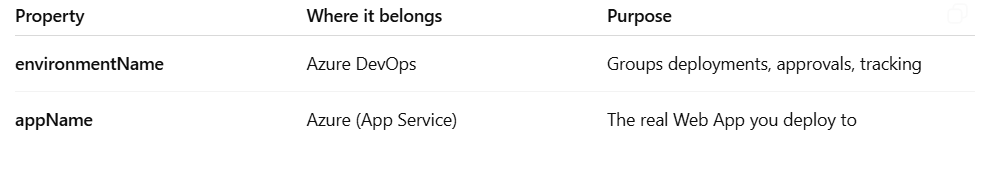 Property Where it belongs Purpose
environmentName Azure DevOps Groups deployments, approvals, tracking
appName Azure (App Service) The real Web App you deploy to